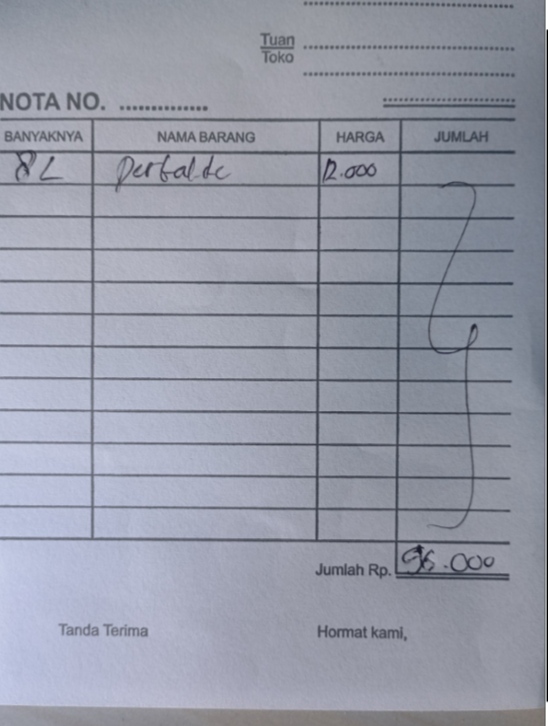 Tuan
Toko
NOTA NO. ...............
BANYAKNYA NAMA BARANG HARGA JUMLAH
8L Pertalite 12.000
Jumlah Rp. 96.000
Tanda Terima Hormat kami,